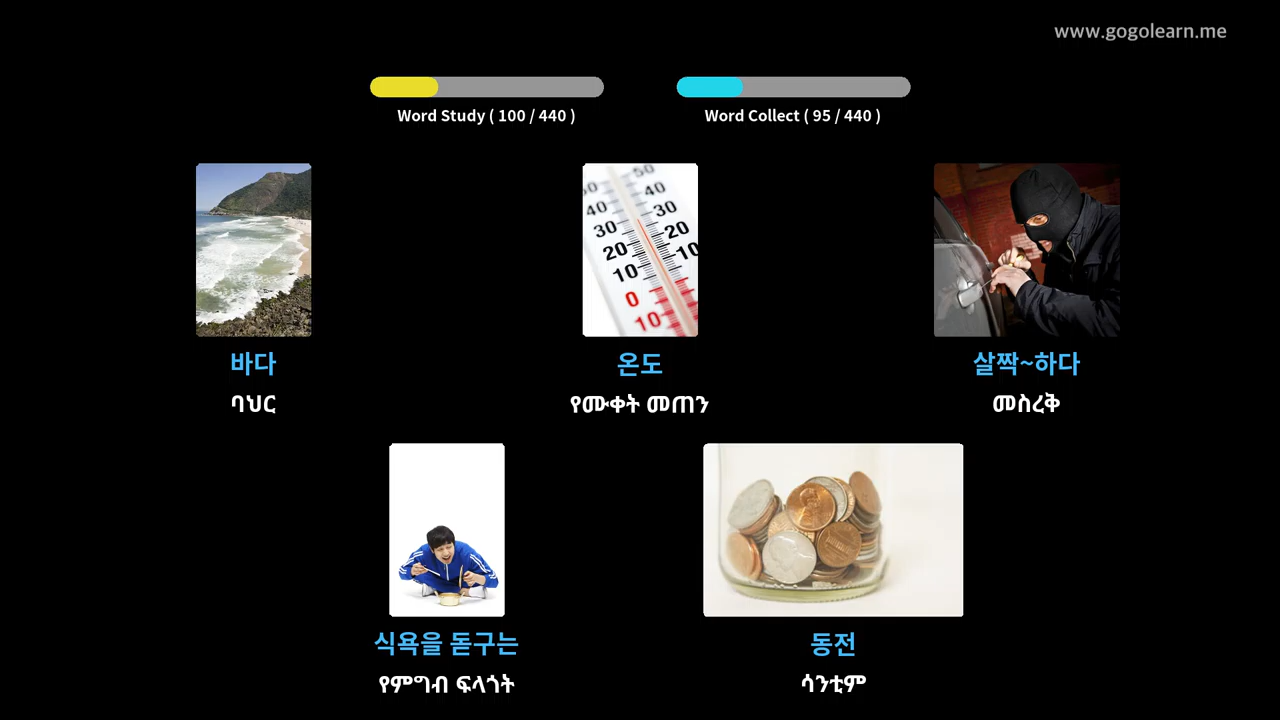 www.gogolearn.me
Word Study ( 100 / 440 )
Word Collect ( 95 / 440 )
바다
ባህር
온도
የሙቀት መጠን
살짝~하다
መስረቅ
식욕을 돋구는
የምግብ ፍላጎት
동전
ሳንቲም